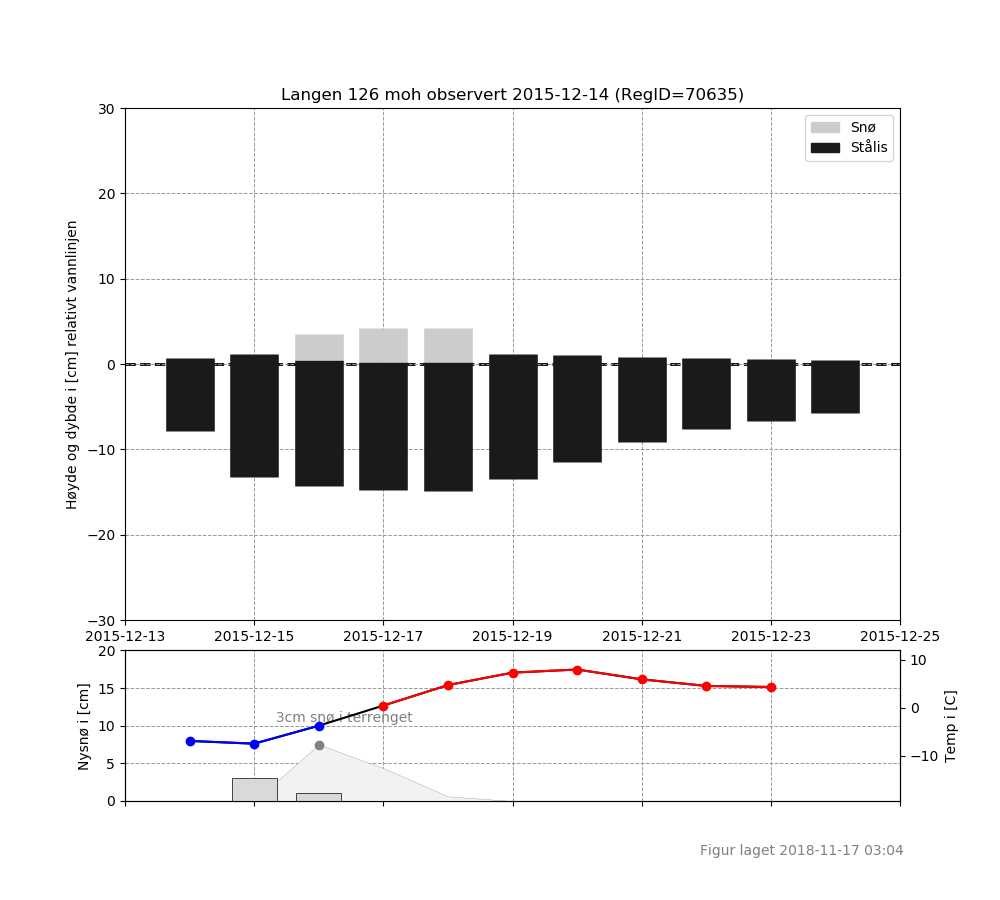 Langen 126 moh observert 2015-12-14 (RegID=70635)
Snø
Stålis
Høyde og dybde i [cm] relativt vannlinjen
30
20
10
0
−10
−20
−30
2015-12-13 2015-12-15 2015-12-17 2015-12-19 2015-12-21 2015-12-23 2015-12-25
Nysnø i [cm]
20
15
10
5
0
3cm snø i terrenget
10
0
−10
Temp i [C]
Figur laget 2018-11-17 03:04